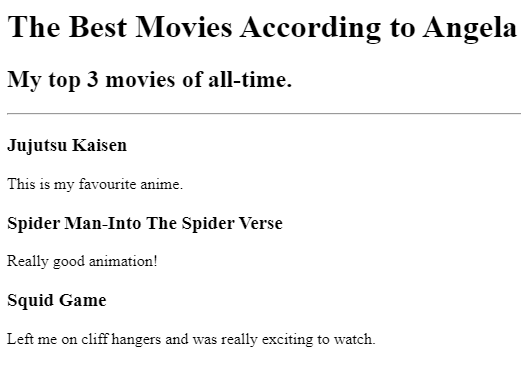 The Best Movies According to Angela
My top 3 movies of all-time.
Jujutsu Kaisen
This is my favourite anime.
Spider Man-Into The Spider Verse
Really good animation!
Squid Game
Left me on cliff hangers and was really exciting to watch.